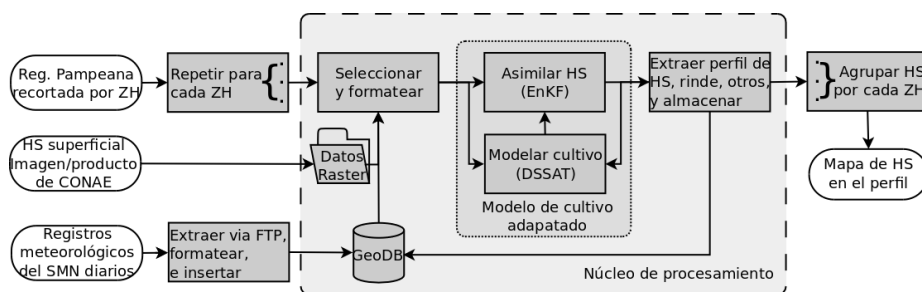 Reg. Pampeana
recortada por ZH
Repetir para
cada ZH
Seleccionar
y formatear
Asimilar HS
(EnKF)
Extraer perfil de
HS, rinde, otros,
y almacenar
Agrupar HS
por cada ZH
HS superficial
Imagen/producto
de CONAE
Datos
Raster
Modelar cultivo
(DSSAT)
Modelo de cultivo
adapatado
Mapa de HS
en el perfil
Registros
meteorológicos
del SMN diarios
Extraer via FTP,
formatear,
e insertar
GeoDB
Núcleo de procesamiento